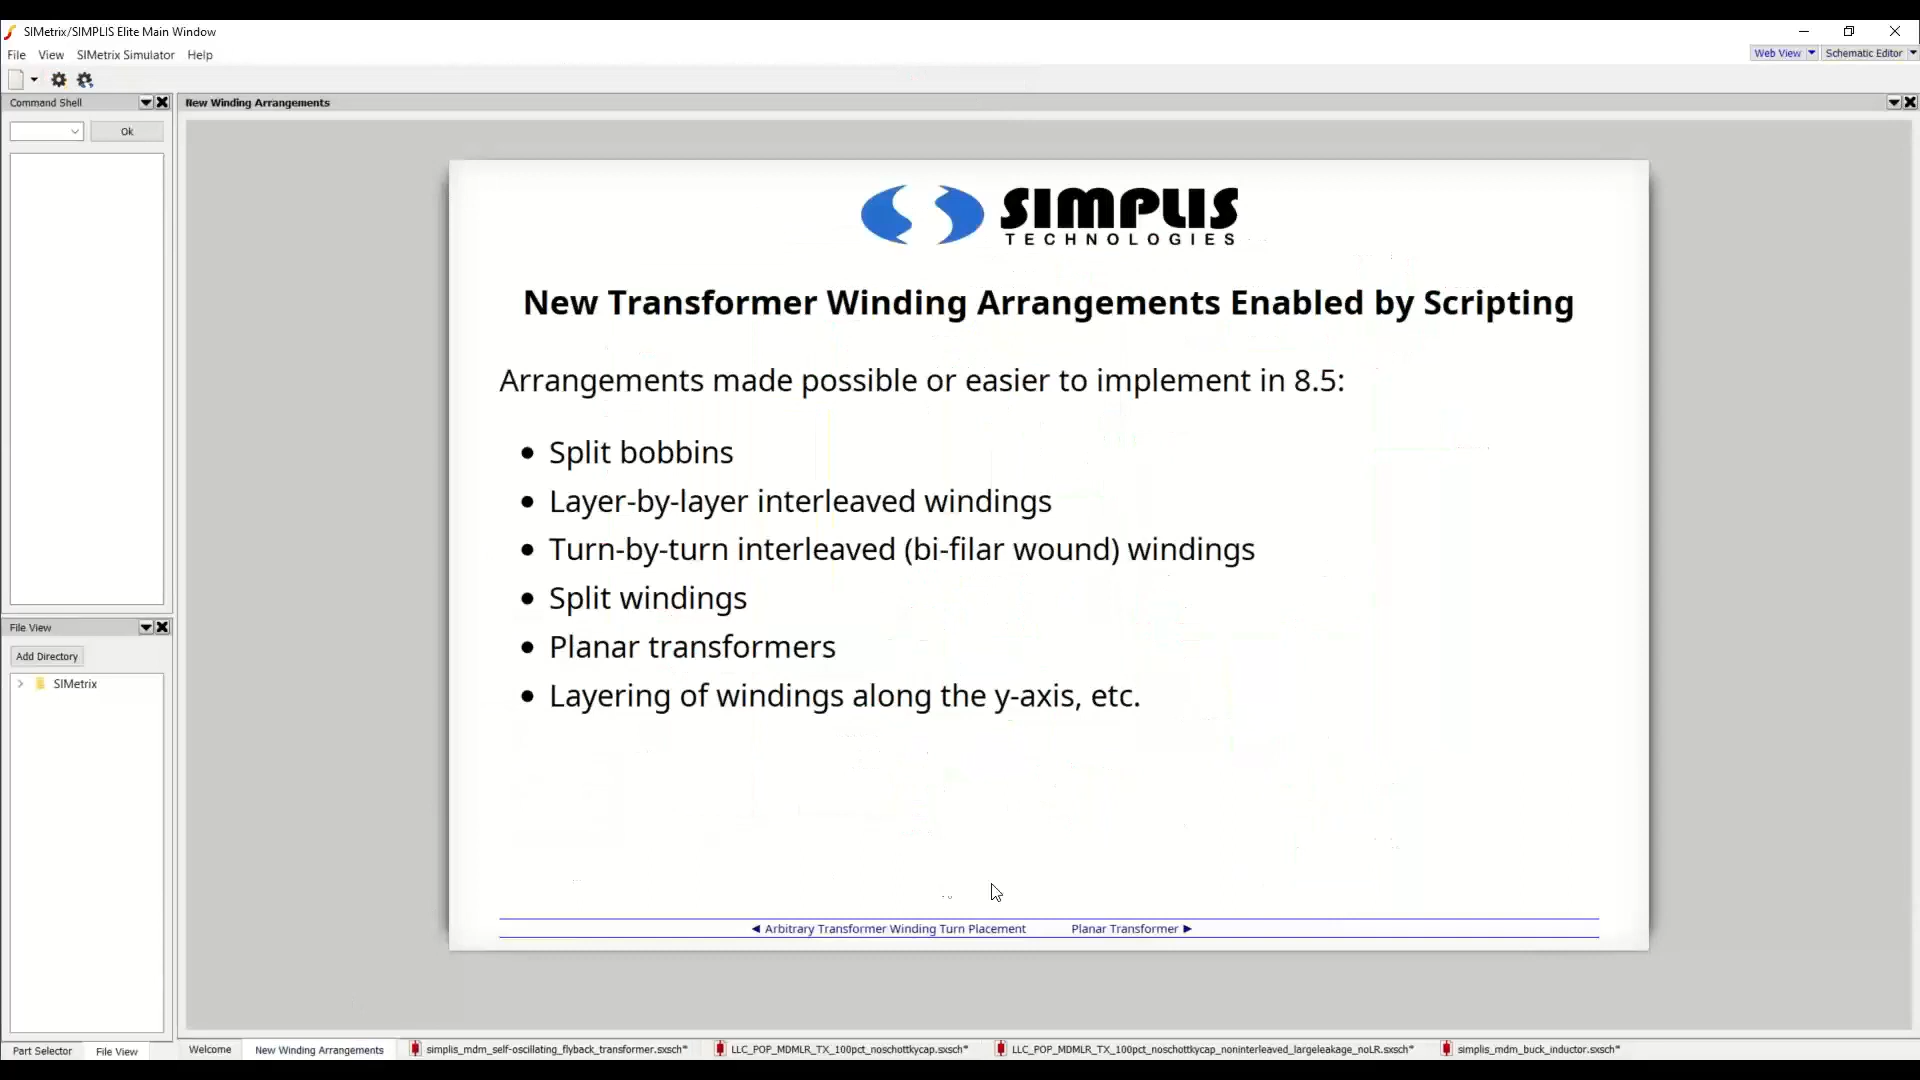 SIMetrix/SIMPLIS Elite Main Window
File View SIMetrix Simulator Help
Web View Schematic Editor
Command Shell
New Winding Arrangements
Ok
SIMPLIS
TECHNOLOGIES
New Transformer Winding Arrangements Enabled by Scripting
Arrangements made possible or easier to implement in 8.5:
• Split bobbins
• Layer-by-layer interleaved windings
• Turn-by-turn interleaved (bi-filar wound) windings
• Split windings
• Planar transformers
• Layering of windings along the y-axis, etc.
File View
Add Directory
SIMetrix
◄ Arbitrary Transformer Winding Turn Placement Planar Transformer ►
Part Selector File View
Welcome New Winding Arrangements simplis_mdm_self-oscillating_flyback_transformer.sxsch* LLC_POP_MDMLR_TX_100pct_noschottkycap.sxsch* LLC_POP_MDMLR_TX_100pct_noschottkycap_noninterleaved_largeleakage_noLR.sxsch* simplis_mdm_buck_inductor.sxsch*